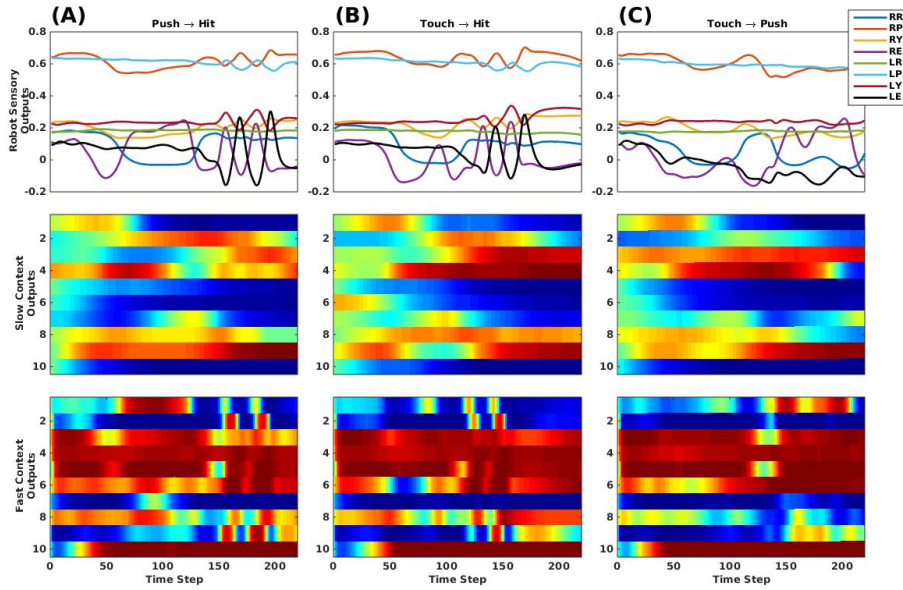 (A) Push → Hit
(B) Touch → Hit
(C) Touch → Push
RR
RP
RY
RE
LR
LP
LY
LE
Robot Sensory
Outputs
0.8
0.6
0.4
0.2
0
-0.2
0.8
0.6
0.4
0.2
0
-0.2
0.8
0.6
0.4
0.2
0
-0.2
Slow Context
Outputs
2
4
6
8
10
2
4
6
8
10
2
4
6
8
10
Fast Context
Outputs
2
4
6
8
10
2
4
6
8
10
2
4
6
8
10
0 50 100 150 200
0 50 100 150 200
0 50 100 150 200
Time Step
Time Step
Time Step